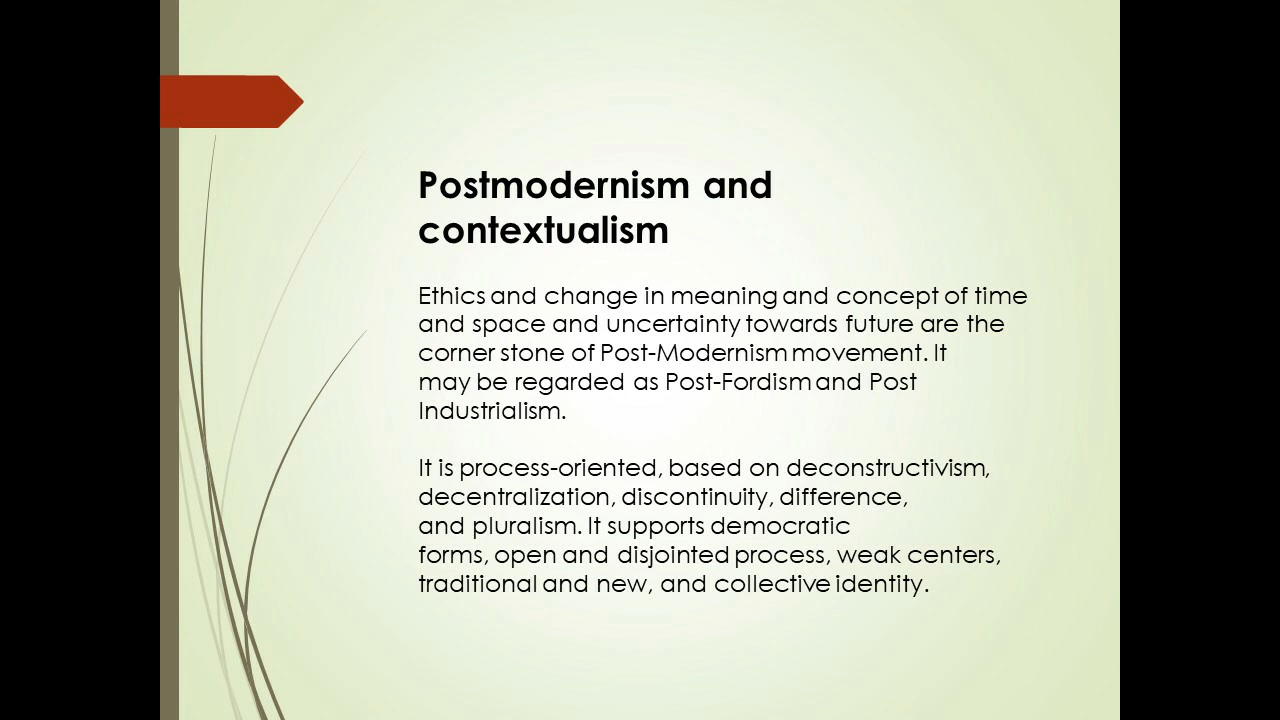 Postmodernism and
contextualism
Ethics and change in meaning and concept of time
and space and uncertainty towards future are the
corner stone of Post-Modernism movement. It
may be regarded as Post-Fordism and Post
Industrialism.
It is process-oriented, based on deconstructivism,
decentralization, discontinuity, difference,
and pluralism. It supports democratic
forms, open and disjointed process, weak centers,
traditional and new, and collective identity.